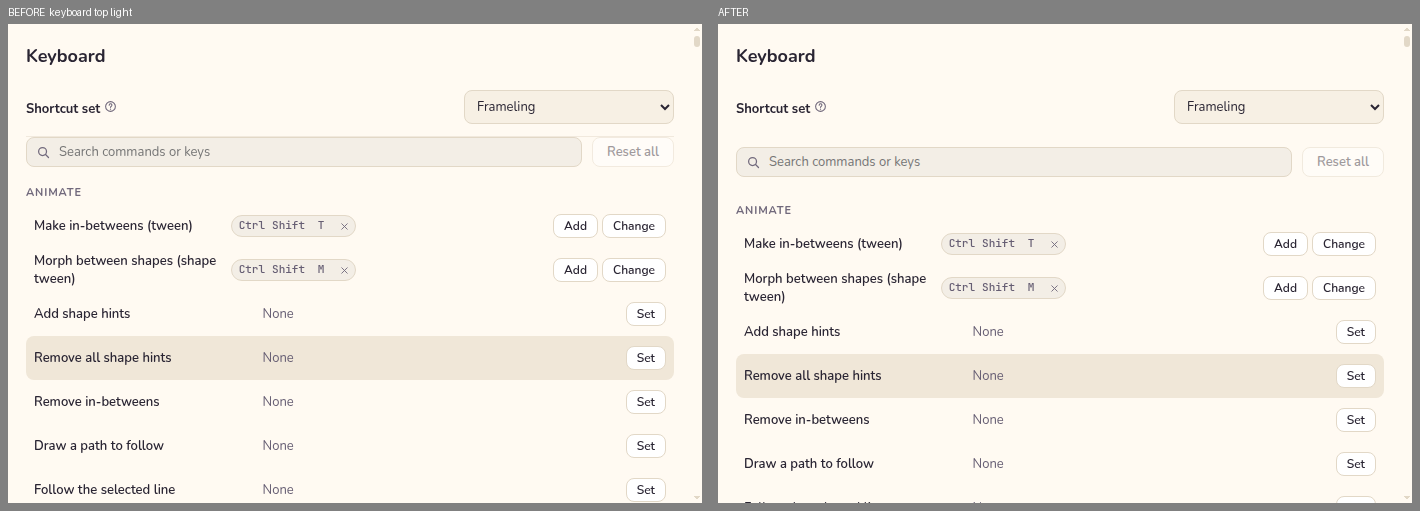 BEFORE keyboard top light
Keyboard
Shortcut set
Frameling
Search commands or keys
Reset all
ANIMATE
Make in-betweens (tween) Ctrl Shift T × Add Change
Morph between shapes (shape
tween) Ctrl Shift M × Add Change
Add shape hints None Set
Remove all shape hints None Set
Remove in-betweens None Set
Draw a path to follow None Set
Follow the selected line None Set
AFTER
Keyboard
Shortcut set
Frameling
Search commands or keys
Reset all
ANIMATE
Make in-betweens (tween) Ctrl Shift T × Add Change
Morph between shapes (shape
tween) Ctrl Shift M × Add Change
Add shape hints None Set
Remove all shape hints None Set
Remove in-betweens None Set
Draw a path to follow None Set